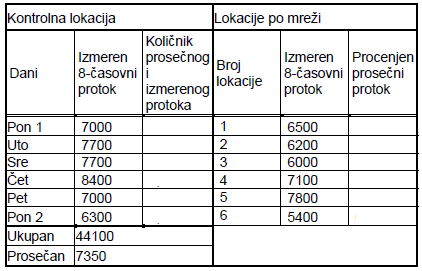 Kontrolna lokacija
Lokacije po mreži
Dani
Izmeren
8-časovni
protok
Količnik
prosečnog
i
izmerenog
protoka
Broj
lokacije
Izmeren
8-časovni
protok
Procenjen
prosečni
protok
Pon 1 7000 1 6500
Uto 7700 2 6200
Sre 7700 3 6000
Čet 8400 4 7100
Pet 7000 5 7800
Pon 2 6300 6 5400
Ukupan 44100
Prosečan 7350